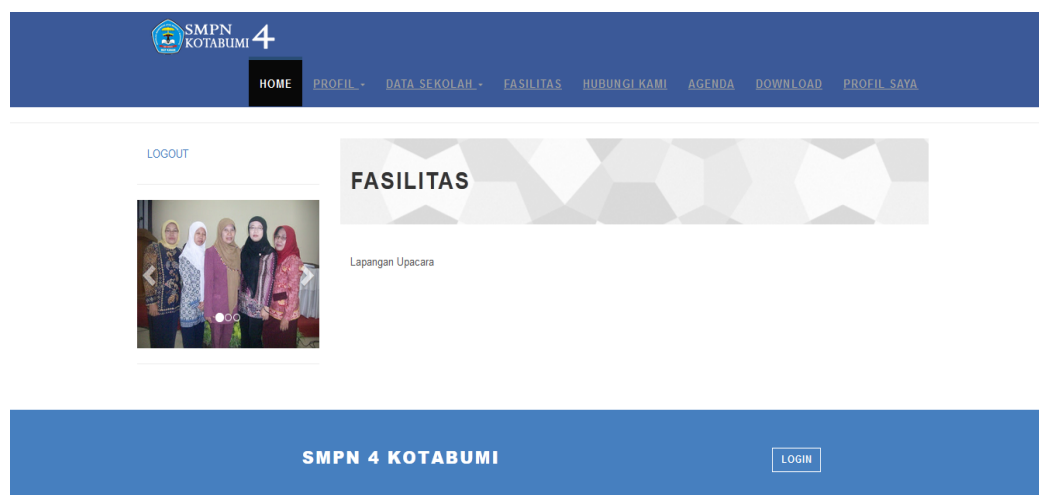 SMPN
KOTABUMI 4
HOME PROFIL - DATA SEKOLAH - FASILITAS HUBUNGI KAMI AGENDA DOWNLOAD PROFIL SAYA
LOGOUT
FASILITAS
Lapangan Upacara
SMPN 4 KOTABUMI
LOGIN